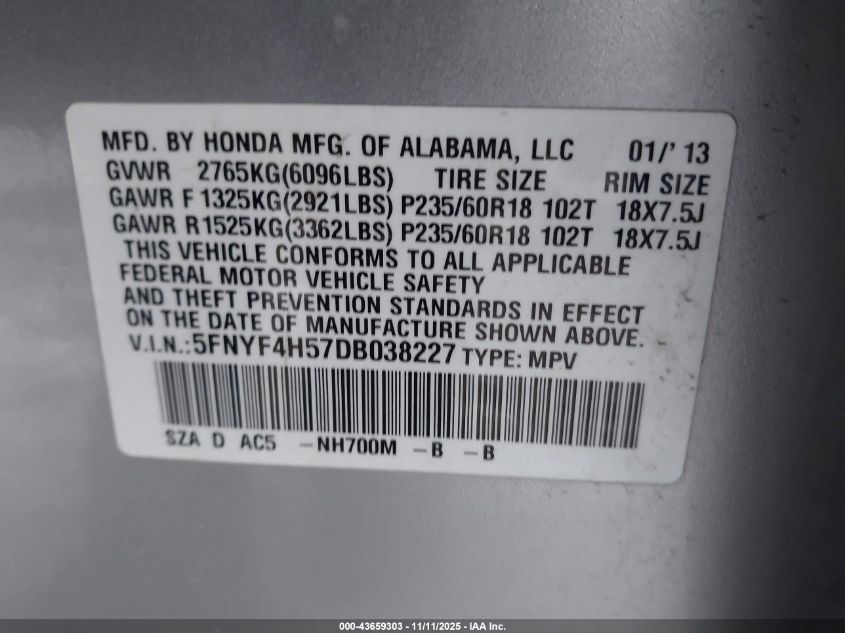 MFD. BY HONDA MFG. OF ALABAMA, LLC 01/' 13
GVWR 2765KG(6096LBS) TIRE SIZE RIM SIZE
GAWR F 1325KG(2921LBS) P235/60R18 102T 18X7.5J
GAWR R1525KG(3362LBS) P235/60R18 102T 18X7.5J
THIS VEHICLE CONFORMS TO ALL APPLICABLE
FEDERAL MOTOR VEHICLE SAFETY
AND THEFT PREVENTION STANDARDS IN EFFECT
ON THE DATE OF MANUFACTURE SHOWN ABOVE.
V.I.N.:5FNYF4H57DB038227 TYPE: MPV
SZA D AC5 -NH700M -B -B
000-43659303 - 11/11/2025 - IAA Inc.